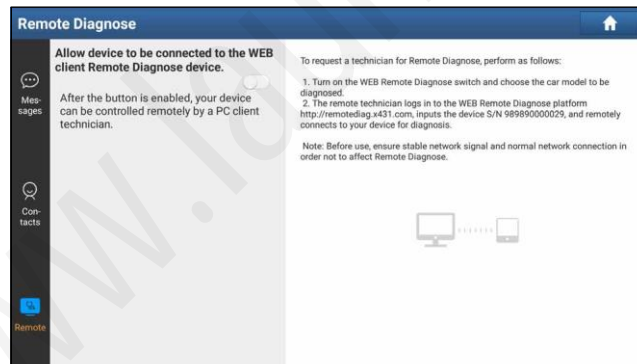 Remote Diagnose
Allow device to be connected to the WEB
client Remote Diagnose device.
After the button is enabled, your device
can be controlled remotely by a PC client
technician.
Mes-
sages
Con-
tacts
Remote
To request a technician for Remote Diagnose, perform as follows:
1. Turn on the WEB Remote Diagnose switch and choose the car model to be
diagnosed.
2. The remote technician logs in to the WEB Remote Diagnose platform
http://remotediag.x431.com, inputs the device S/N 989890000029, and remotely
connects to your device for diagnosis.
Note: Before use, ensure stable network signal and normal network connection in
order not to affect Remote Diagnose.